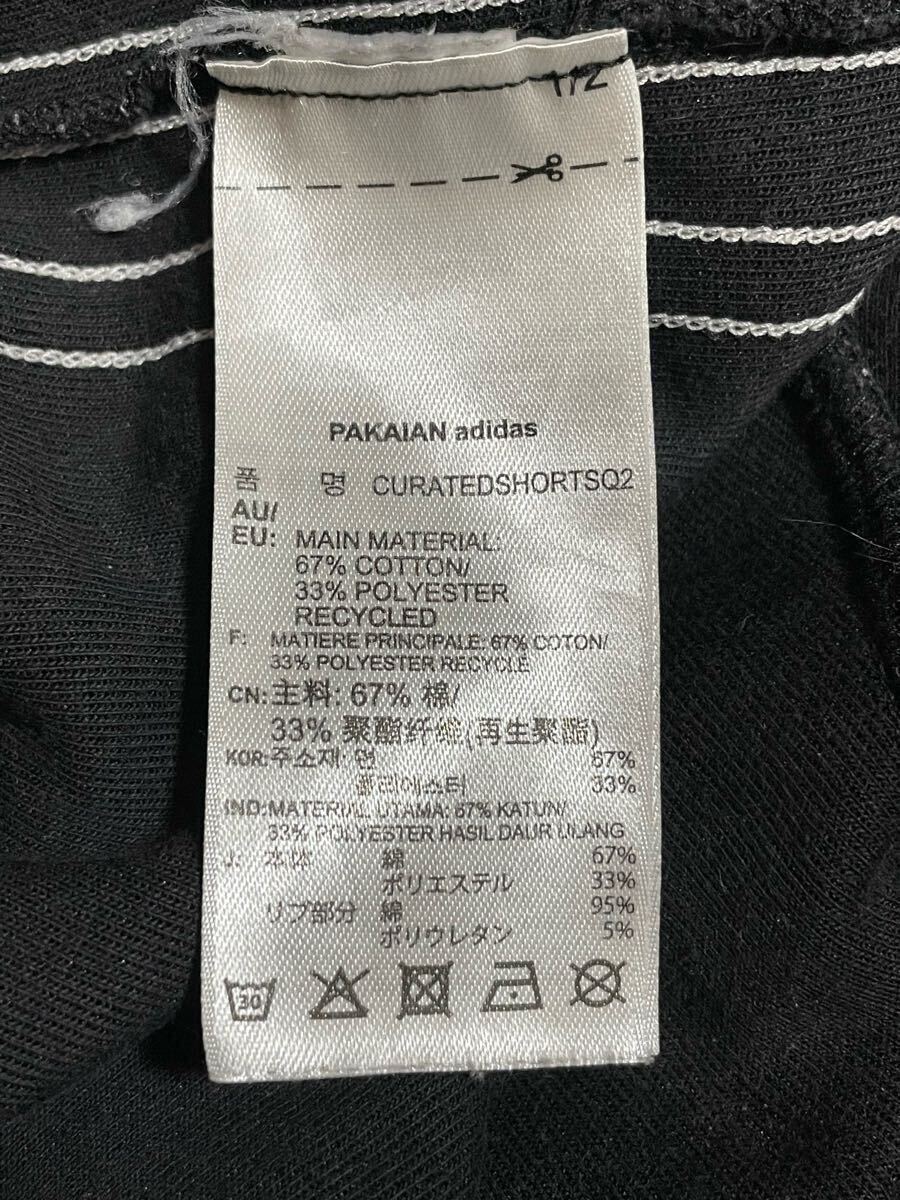 1/2
PAKAIAN adidas
품 명 CURATEDSHORTSQ2
AU/
EU: MAIN MATERIAL:
67% COTTON/
33% POLYESTER
RECYCLED
F: MATIERE PRINCIPALE: 67% COTON/
33% POLYESTER RECYCLÉ
CN: 主料: 67% 棉/
33% 聚酯纤维(再生聚酯)
KOR: 주소재: 면 67%
폴리에스터 33%
IND: MATERIAL UTAMA: 67% KATUN/
33% POLYESTER HASIL DAUR ULANG
J: 本体 綿 67%
ポリエステル 33%
リブ部分 綿 95%
ポリウレタン 5%
30